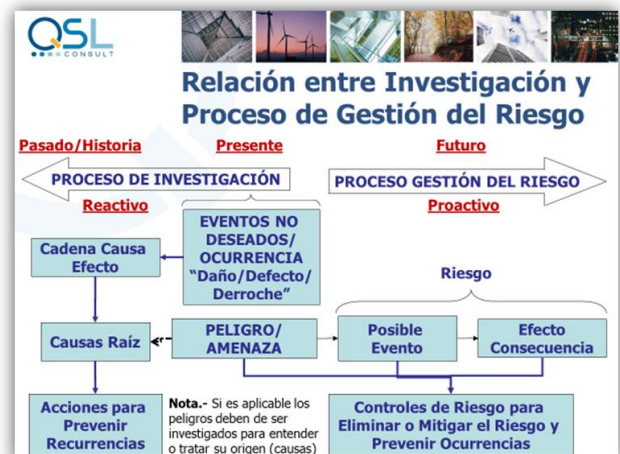 QSL
CONSULT
Relación entre Investigación y
Proceso de Gestión del Riesgo
Pasado/Historia
Presente
Futuro
PROCESO DE INVESTIGACIÓN
PROCESO GESTIÓN DEL RIESGO
Reactivo
Proactivo
EVENTOS NO
DESEADOS/
OCURRENCIA
"Daño/Defecto/
Derroche"
Cadena Causa
Efecto
Riesgo
Causas Raíz
PELIGRO/
AMENAZA
Posible
Evento
Efecto
Consecuencia
Acciones para
Prevenir
Recurrencias
Nota.- Si es aplicable los
peligros deben de ser
investigados para entender
o tratar su origen (causas)
Controles de Riesgo para
Eliminar o Mitigar el Riesgo y
Prevenir Ocurrencias